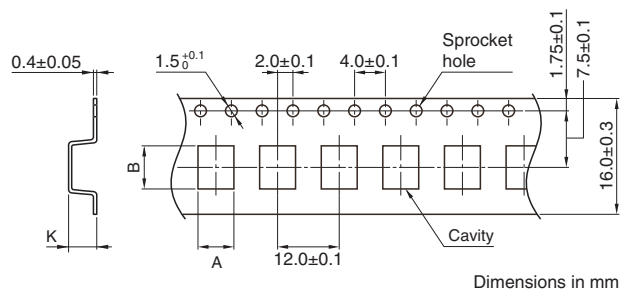 0.4±0.05
1.5 +0.1 0
2.0±0.1
4.0±0.1
Sprocket
hole
1.75±0.1
7.5±0.1
16.0±0.3
B
K
A
12.0±0.1
Cavity
Dimensions in mm